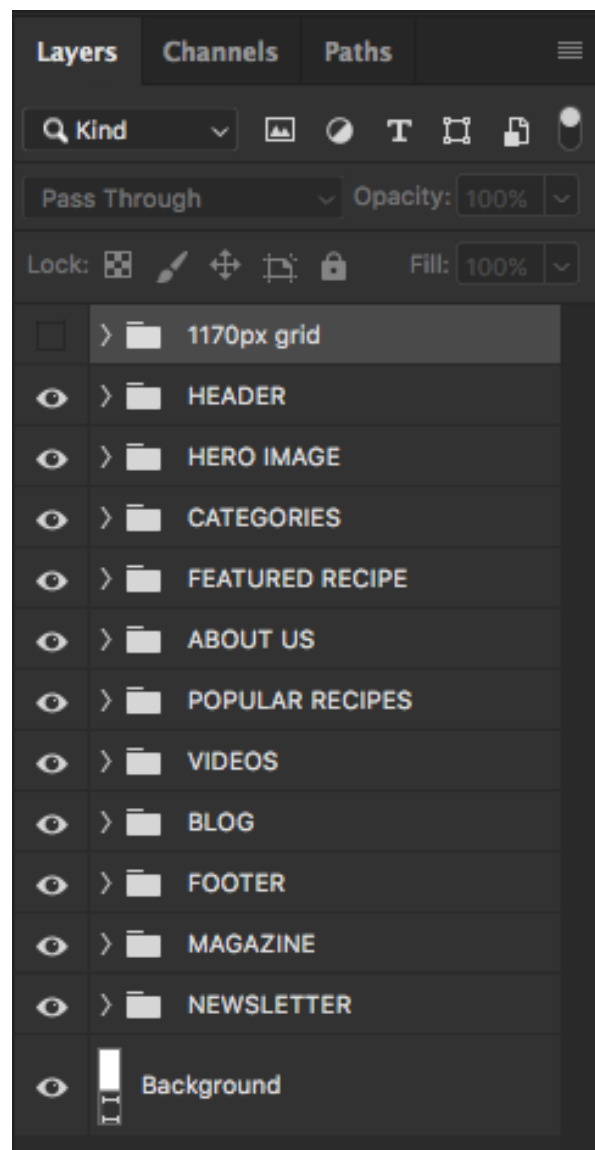 Layers Channels Paths
Kind T
Pass Through Opacity: 100%
Lock: Fill: 100%
1170px grid
HEADER
HERO IMAGE
CATEGORIES
FEATURED RECIPE
ABOUT US
POPULAR RECIPES
VIDEOS
BLOG
FOOTER
MAGAZINE
NEWSLETTER
Background